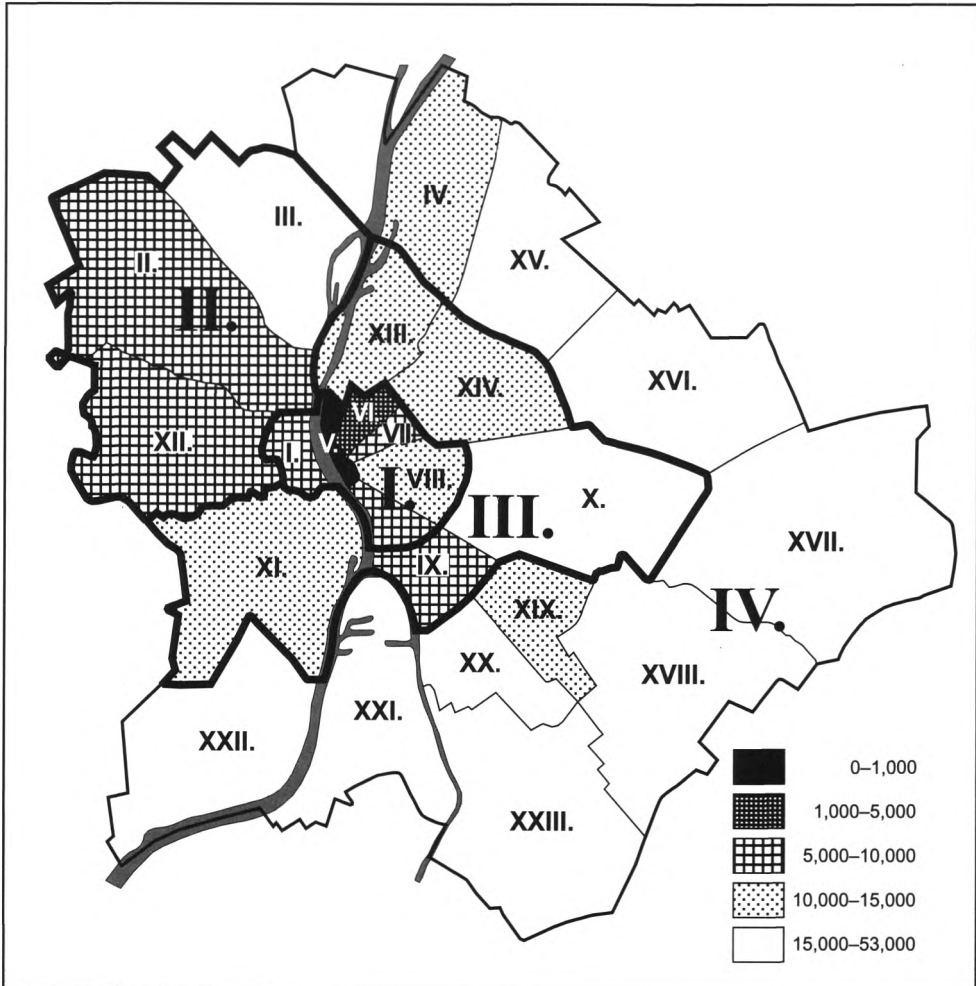 IV.
III.
XV.
II.
II.
XIII.
XIV.
XVI.
VI
XII.
VII
I.
V.
VIII.
I.
III.
X.
XVII.
IX.
XI.
XIX.
IV.
XX.
XVIII.
XXI.
XXII.
XXIII.
0–1,000
1,000–5,000
5,000–10,000
10,000–15,000
15,000–53,000